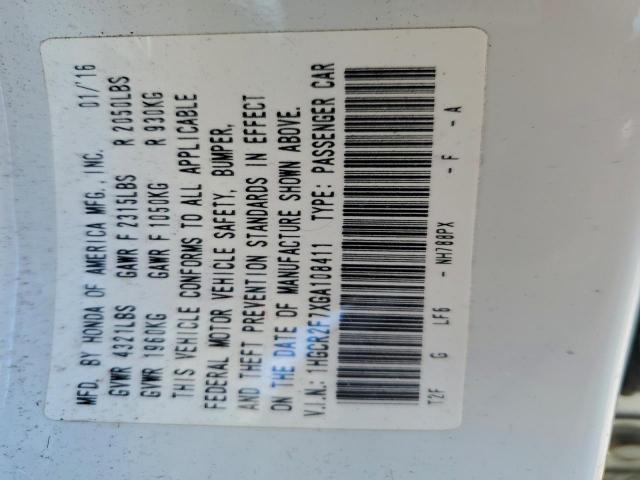 MFD. BY HONDA OF AMERICA MFG., INC. 01/'16
GVWR 4321LBS GAWR F 2315LBS R 2050LBS
GVWR 1960KG GAWR F 1050KG R 930KG
THIS VEHICLE CONFORMS TO ALL APPLICABLE
FEDERAL MOTOR VEHICLE SAFETY, BUMPER,
AND THEFT PREVENTION STANDARDS IN EFFECT
ON THE DATE OF MANUFACTURE SHOWN ABOVE.
V.I.N.: 1HGCR2F7XGA108411 TYPE: PASSENGER CAR
T2F G LF6 - NH788PX - F - A